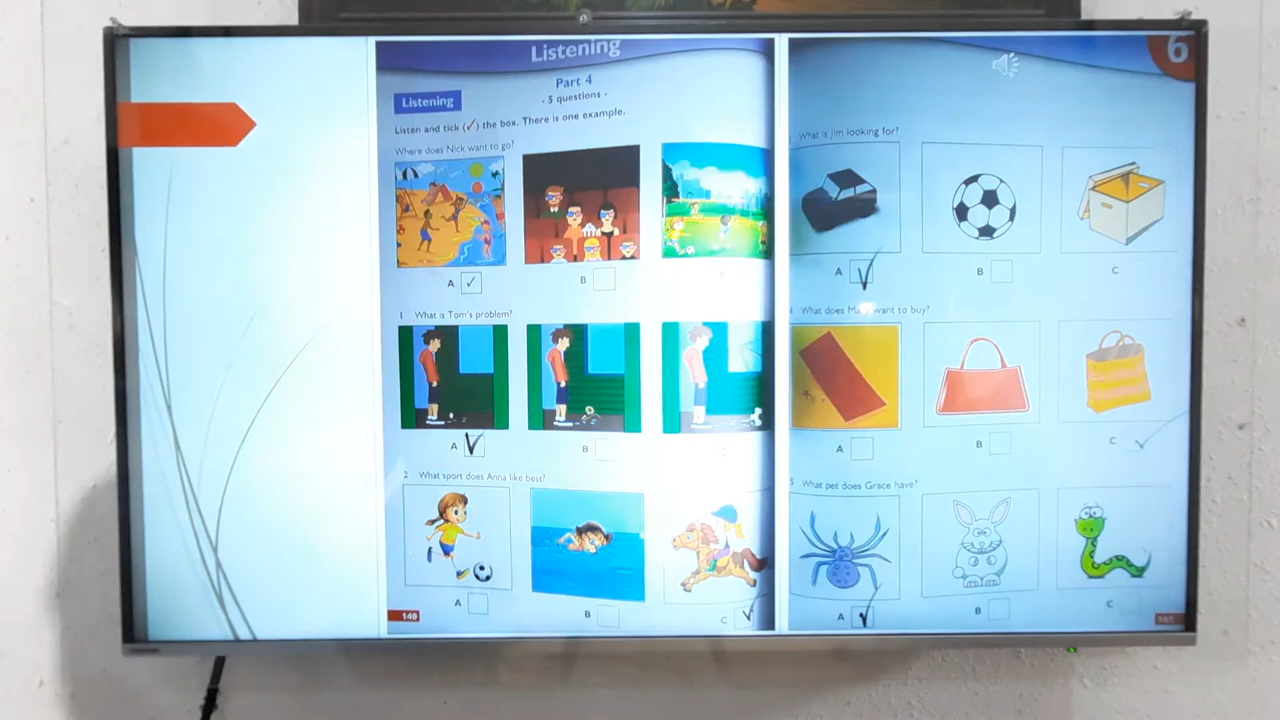 Listening
Part 4
- 5 questions -
Listening
Listen and tick (✓) the box. There is one example.
Where does Nick want to go?
A ✓
B
1 What is Tom's problem?
A
B
2 What sport does Anna like best?
A
B
C
140
6
What is Jim looking for?
A
B
C
4 What does want to buy?
A
B
C
5 What pet does Grace have?
A
B
C